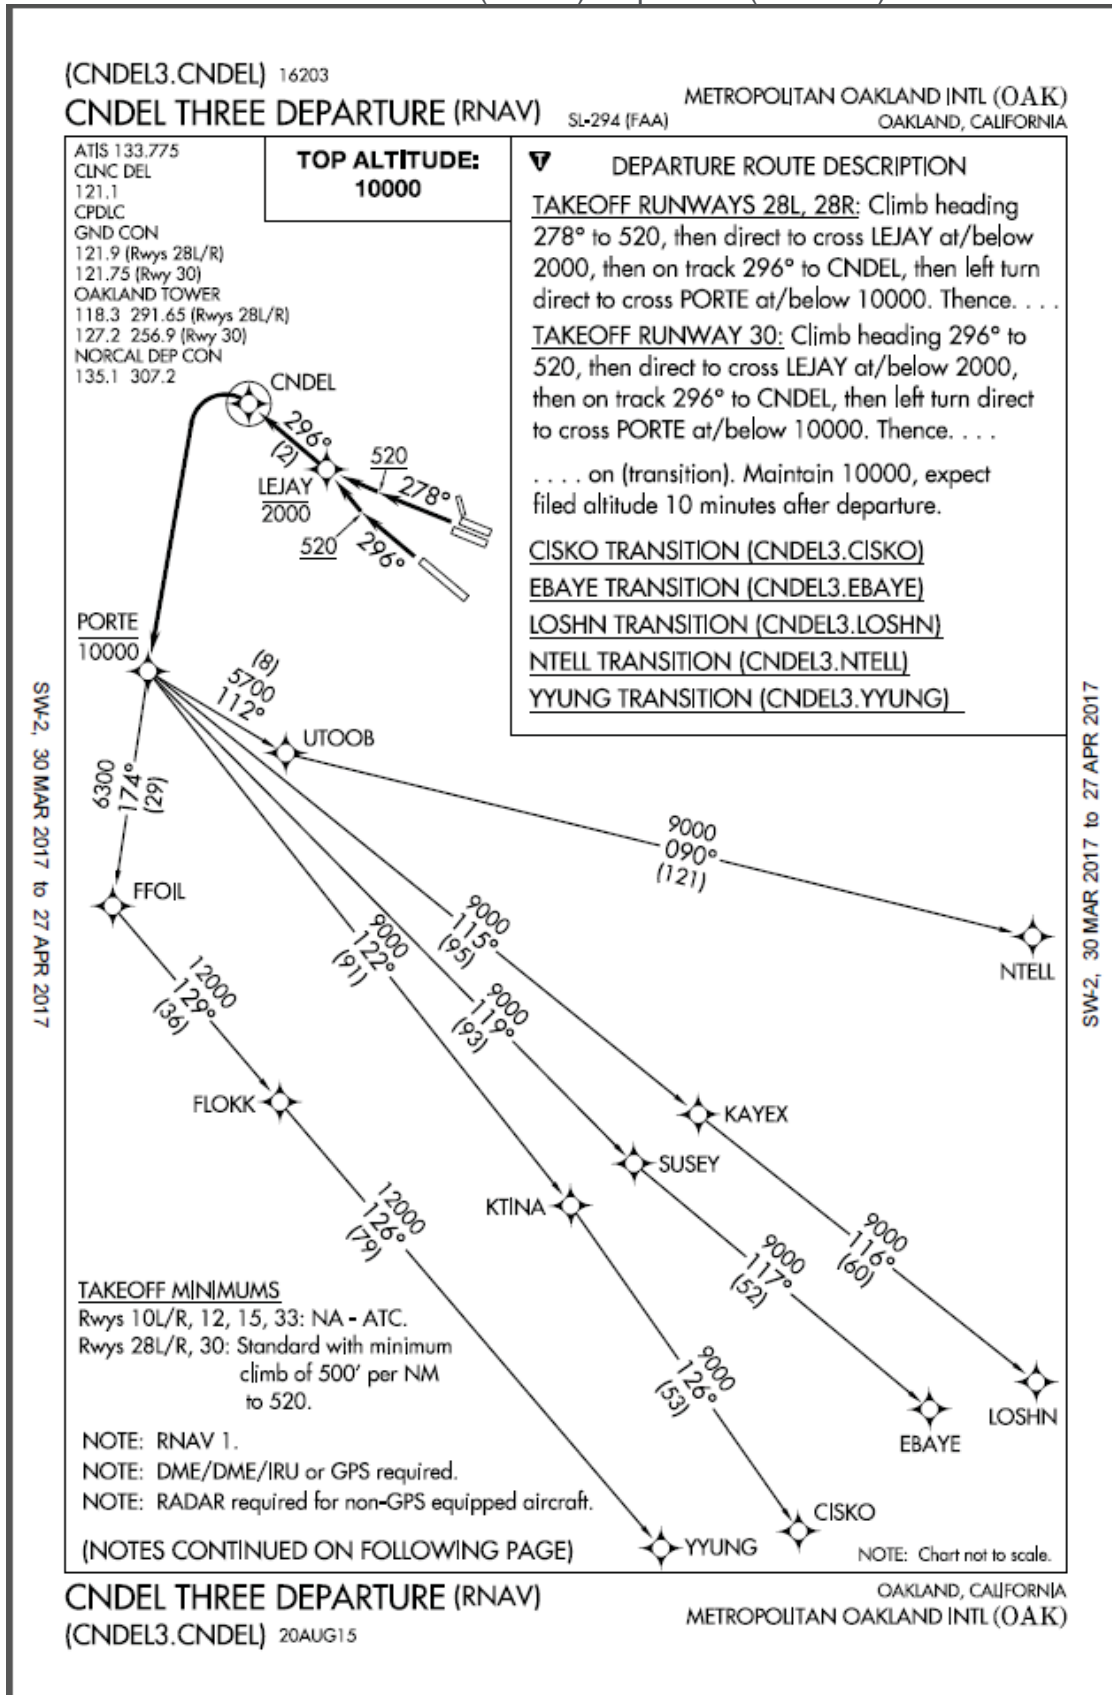 (CNDEL3.CNDEL) 16203
CNDEL THREE DEPARTURE (RNAV)
SL-294 (FAA)
METROPOLITAN OAKLAND INTL (OAK)
OAKLAND, CALIFORNIA
ATIS 133.775
CLNC DEL
121.1
CPDLC
GND CON
121.9 (Rwys 28L/R)
121.75 (Rwy 30)
OAKLAND TOWER
118.3 291.65 (Rwys 28L/R)
127.2 256.9 (Rwy 30)
NORCAL DEP CON
135.1 307.2
TOP ALTITUDE:
10000
T
DEPARTURE ROUTE DESCRIPTION
TAKEOFF RUNWAYS 28L, 28R: Climb heading
278° to 520, then direct to cross LEJAY at/below
2000, then on track 296° to CNDEL, then left turn
direct to cross PORTE at/below 10000. Thence. . . .
TAKEOFF RUNWAY 30: Climb heading 296° to
520, then direct to cross LEJAY at/below 2000,
then on track 296° to CNDEL, then left turn direct
to cross PORTE at/below 10000. Thence. . . .
. . . . on (transition). Maintain 10000, expect
filed altitude 10 minutes after departure.
CISKO TRANSITION (CNDEL3.CISKO)
EBAYE TRANSITION (CNDEL3.EBAYE)
LOSHN TRANSITION (CNDEL3.LOSHN)
NTELL TRANSITION (CNDEL3.NTELL)
YYUNG TRANSITION (CNDEL3.YYUNG)
CNDEL
296°
(2)
LEJAY
2000
520
278°
520
296°
PORTE
10000
(8)
5700
112°
UTOOB
6300
174°
(29)
9000
090°
(121)
NTELL
FFOIL
9000
115°
(95)
9000
122°
(91)
9000
119°
(93)
12000
129°
(36)
FLOKK
KAYEX
SUSEY
KTINA
12000
126°
(79)
9000
116°
(60)
9000
117°
(52)
9000
126°
(53)
LOSHN
EBAYE
CISKO
YYUNG
TAKEOFF MINIMUMS
Rwys 10L/R, 12, 15, 33: NA - ATC.
Rwys 28L/R, 30: Standard with minimum
climb of 500' per NM
to 520.
NOTE: RNAV 1.
NOTE: DME/DME/IRU or GPS required.
NOTE: RADAR required for non-GPS equipped aircraft.
(NOTES CONTINUED ON FOLLOWING PAGE)
NOTE: Chart not to scale.
SW-2, 30 MAR 2017 to 27 APR 2017
SW-2, 30 MAR 2017 to 27 APR 2017
CNDEL THREE DEPARTURE (RNAV)
(CNDEL3.CNDEL) 20AUG15
OAKLAND, CALIFORNIA
METROPOLITAN OAKLAND INTL (OAK)